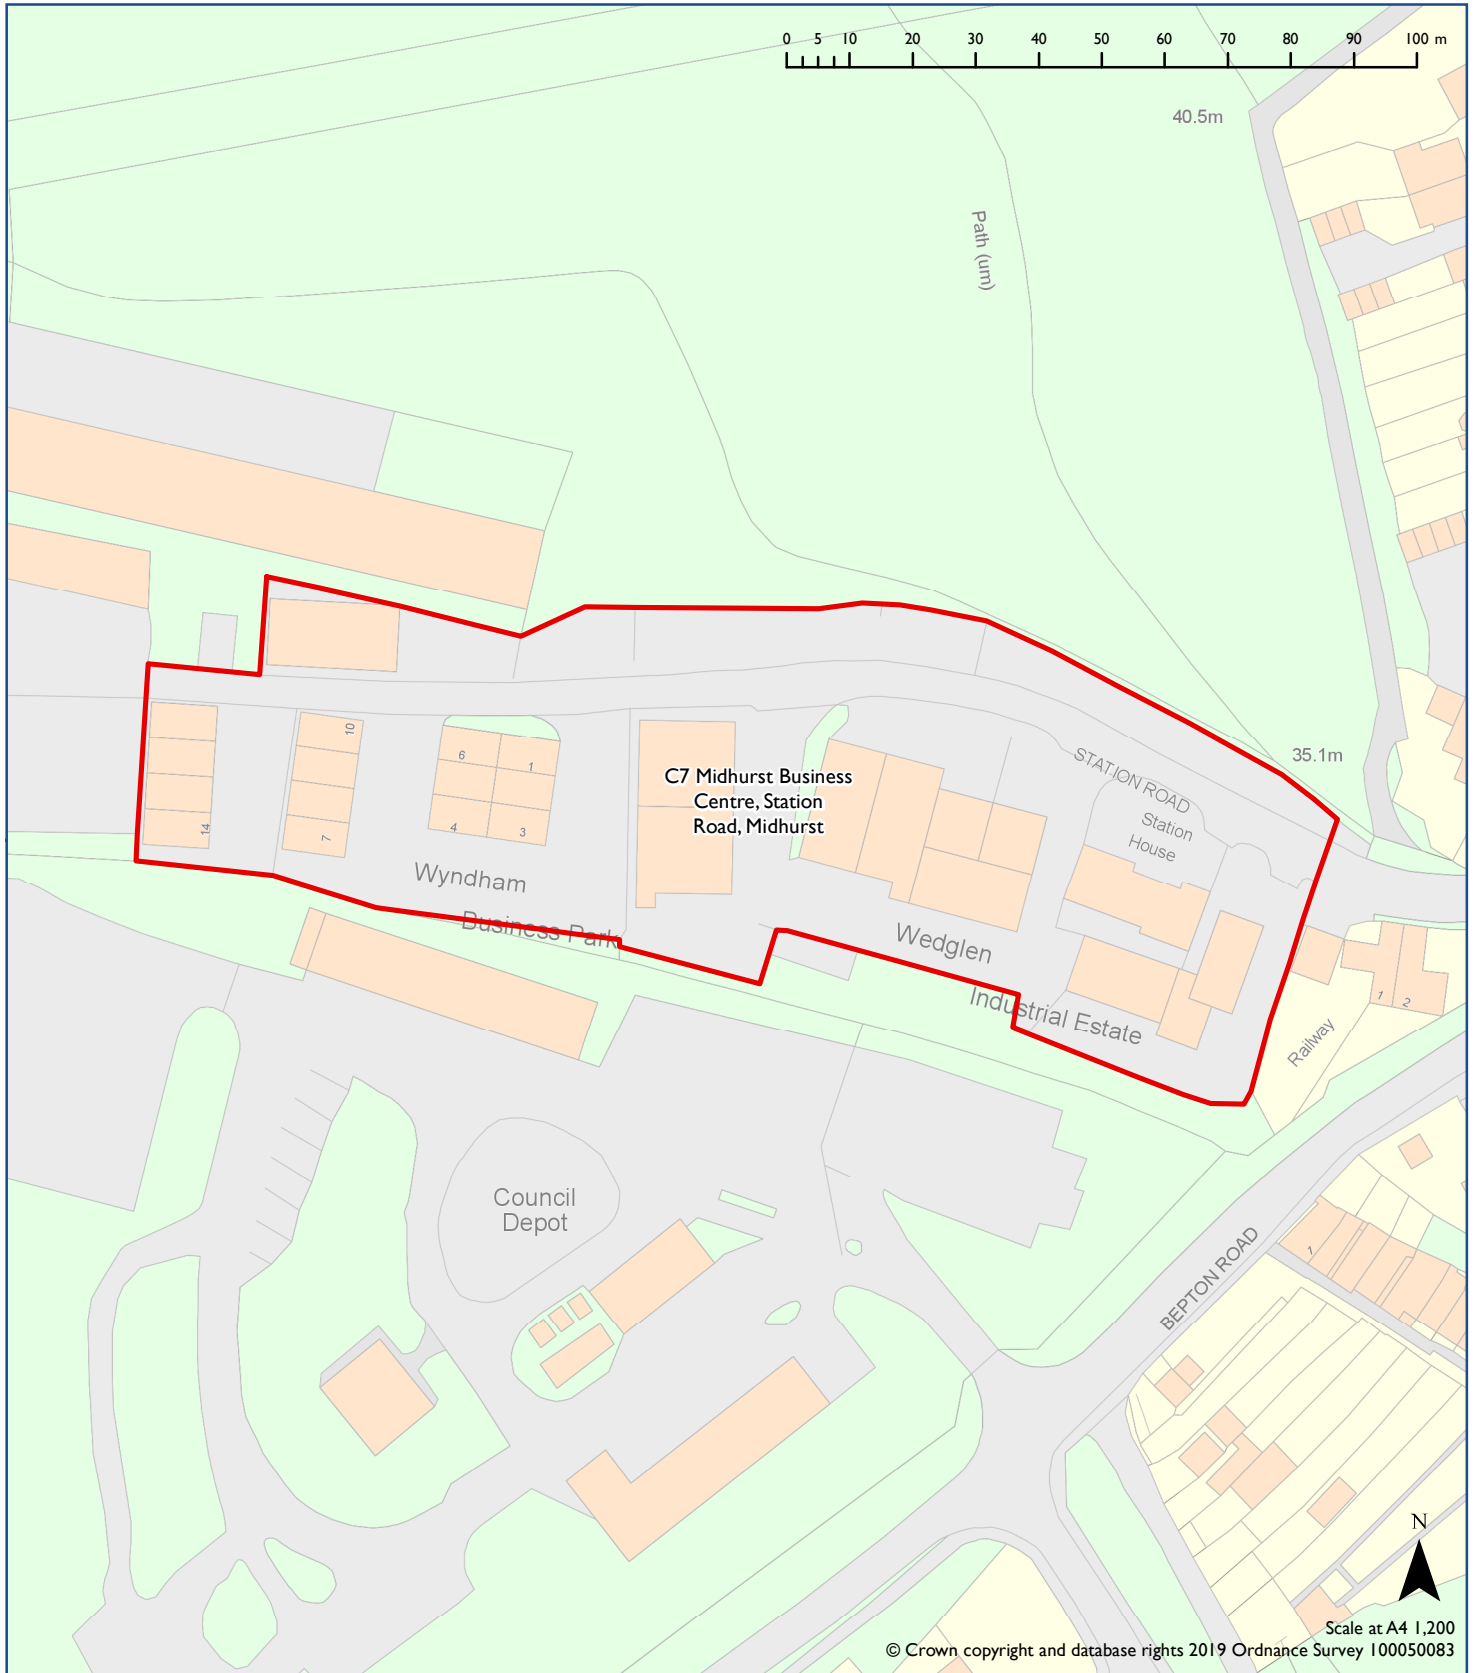 0 5 10 20 30 40 50 60 70 80 90 100 m
40.5m
Path (um)
35.1m
STATION ROAD
Station
House
C7 Midhurst Business
Centre, Station
Road, Midhurst
10
6
1
14
7
4
3
Wyndham
Business Park
Wedglen
Industrial Estate
1
2
Railway
Council
Depot
BEPTON ROAD
1
N
Scale at A4 1,200
© Crown copyright and database rights 2019 Ordnance Survey 100050083